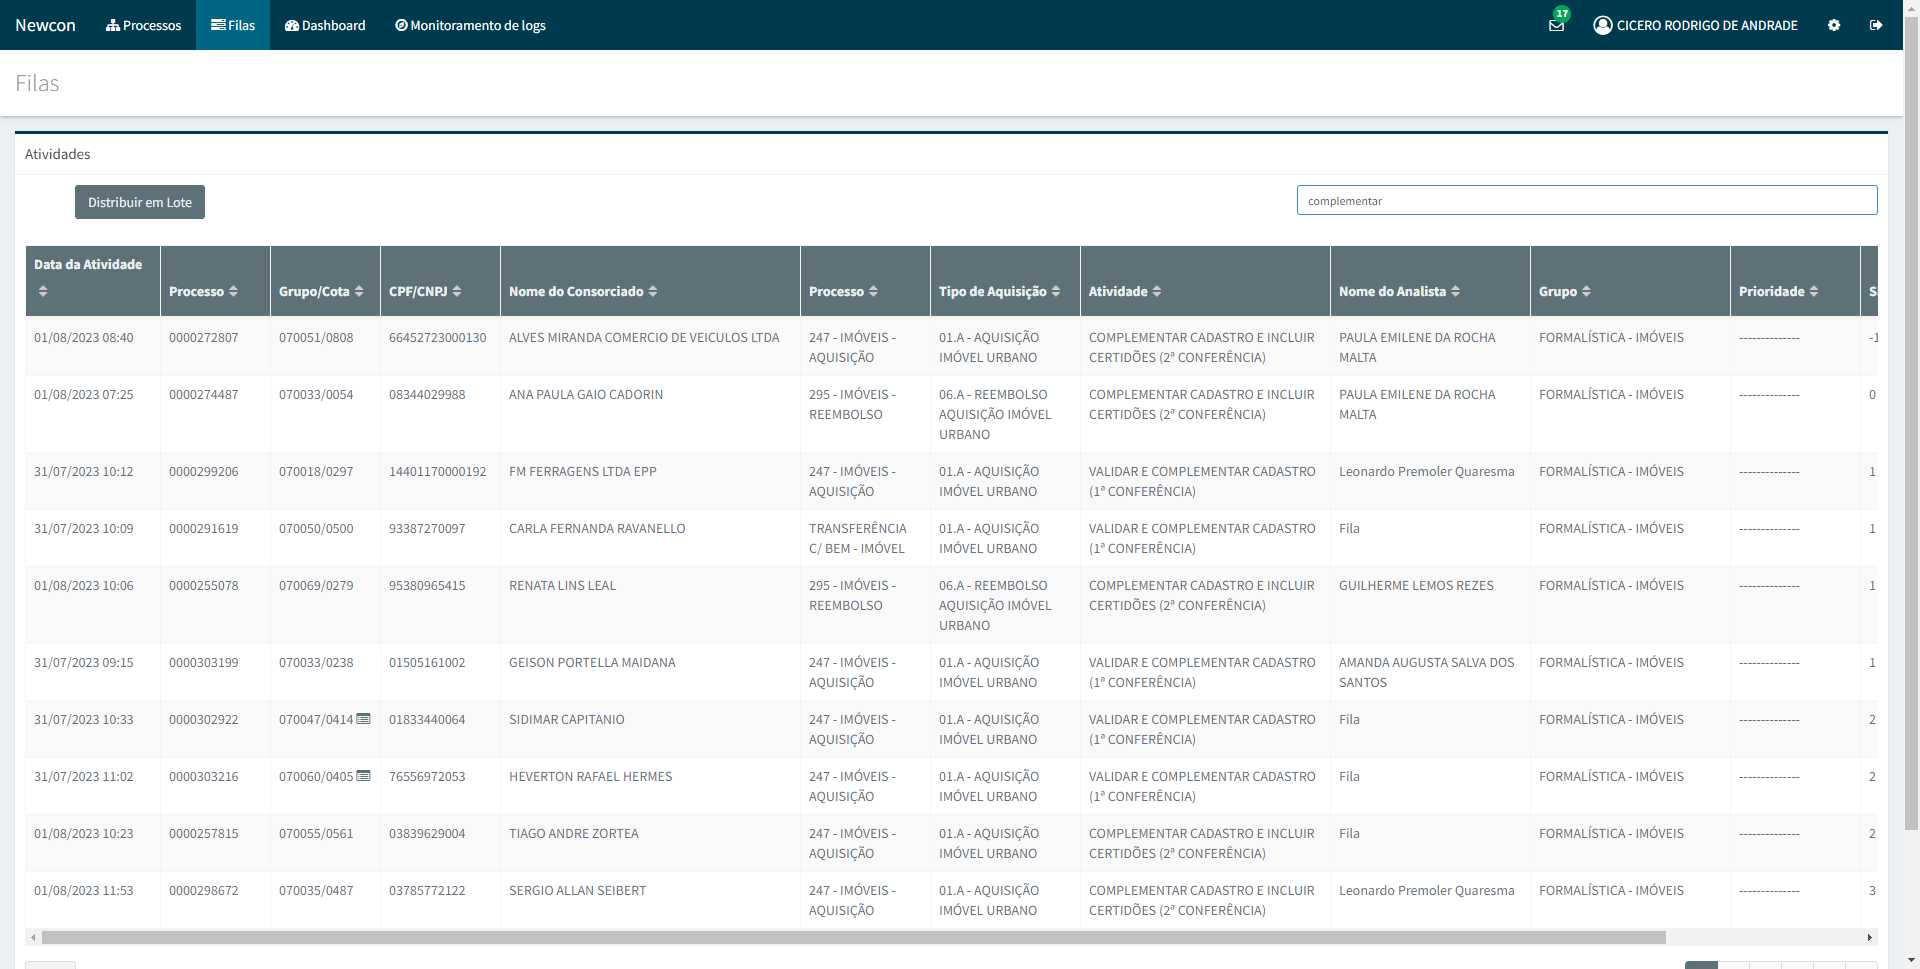 Newcon Processos Filas Dashboard Monitoramento de logs 17 CICERO RODRIGO DE ANDRADE
Filas
Atividades
Distribuir em Lote complementar
Data da Atividade
Processo Grupo/Cota CPF/CNPJ Nome do Consorciado Processo Tipo de Aquisição Atividade Nome do Analista Grupo Prioridade
01/08/2023 08:40 0000272807 070051/0808 66452723000130 ALVES MIRANDA COMERCIO DE VEICULOS LTDA 247 - IMÓVEIS - 01.A - AQUISIÇÃO COMPLEMENTAR CADASTRO E INCLUIR PAULA EMILENE DA ROCHA FORMALÍSTICA - IMÓVEIS -------------- -1
AQUISIÇÃO IMÓVEL URBANO CERTIDÕES (2ª CONFERÊNCIA) MALTA
01/08/2023 07:25 0000274487 070033/0054 08344029988 ANA PAULA GAIO CADORIN 295 - IMÓVEIS - 06.A - REEMBOLSO COMPLEMENTAR CADASTRO E INCLUIR PAULA EMILENE DA ROCHA FORMALÍSTICA - IMÓVEIS -------------- 0
REEMBOLSO AQUISIÇÃO IMÓVEL CERTIDÕES (2ª CONFERÊNCIA) MALTA
URBANO
31/07/2023 10:12 0000299206 070018/0297 14401170000192 FM FERRAGENS LTDA EPP 247 - IMÓVEIS - 01.A - AQUISIÇÃO VALIDAR E COMPLEMENTAR CADASTRO Leonardo Premoler Quaresma FORMALÍSTICA - IMÓVEIS -------------- 1
AQUISIÇÃO IMÓVEL URBANO (1ª CONFERÊNCIA)
31/07/2023 10:09 0000291619 070050/0500 93387270097 CARLA FERNANDA RAVANELLO TRANSFERÊNCIA 01.A - AQUISIÇÃO VALIDAR E COMPLEMENTAR CADASTRO Fila FORMALÍSTICA - IMÓVEIS -------------- 1
C/ BEM - IMÓVEL IMÓVEL URBANO (1ª CONFERÊNCIA)
01/08/2023 10:06 0000255078 070069/0279 95380965415 RENATA LINS LEAL 295 - IMÓVEIS - 06.A - REEMBOLSO COMPLEMENTAR CADASTRO E INCLUIR GUILHERME LEMOS REZES FORMALÍSTICA - IMÓVEIS -------------- 1
REEMBOLSO AQUISIÇÃO IMÓVEL CERTIDÕES (2ª CONFERÊNCIA)
URBANO
31/07/2023 09:15 0000303199 070033/0238 01505161002 GEISON PORTELLA MAIDANA 247 - IMÓVEIS - 01.A - AQUISIÇÃO VALIDAR E COMPLEMENTAR CADASTRO AMANDA AUGUSTA SALVA DOS FORMALÍSTICA - IMÓVEIS -------------- 1
AQUISIÇÃO IMÓVEL URBANO (1ª CONFERÊNCIA) SANTOS
31/07/2023 10:33 0000302922 070047/0414 01833440064 SIDIMAR CAPITANIO 247 - IMÓVEIS - 01.A - AQUISIÇÃO VALIDAR E COMPLEMENTAR CADASTRO Fila FORMALÍSTICA - IMÓVEIS -------------- 2
AQUISIÇÃO IMÓVEL URBANO (1ª CONFERÊNCIA)
31/07/2023 11:02 0000303216 070060/0405 76556972053 HEVERTON RAFAEL HERMES 247 - IMÓVEIS - 01.A - AQUISIÇÃO VALIDAR E COMPLEMENTAR CADASTRO Fila FORMALÍSTICA - IMÓVEIS -------------- 2
AQUISIÇÃO IMÓVEL URBANO (1ª CONFERÊNCIA)
01/08/2023 10:23 0000257815 070055/0561 03839629004 TIAGO ANDRE ZORTEA 247 - IMÓVEIS - 01.A - AQUISIÇÃO COMPLEMENTAR CADASTRO E INCLUIR Fila FORMALÍSTICA - IMÓVEIS -------------- 2
AQUISIÇÃO IMÓVEL URBANO CERTIDÕES (2ª CONFERÊNCIA)
01/08/2023 11:53 0000298672 070035/0487 03785772122 SERGIO ALLAN SEIBERT 247 - IMÓVEIS - 01.A - AQUISIÇÃO COMPLEMENTAR CADASTRO E INCLUIR Leonardo Premoler Quaresma FORMALÍSTICA - IMÓVEIS -------------- 3
AQUISIÇÃO IMÓVEL URBANO CERTIDÕES (2ª CONFERÊNCIA)